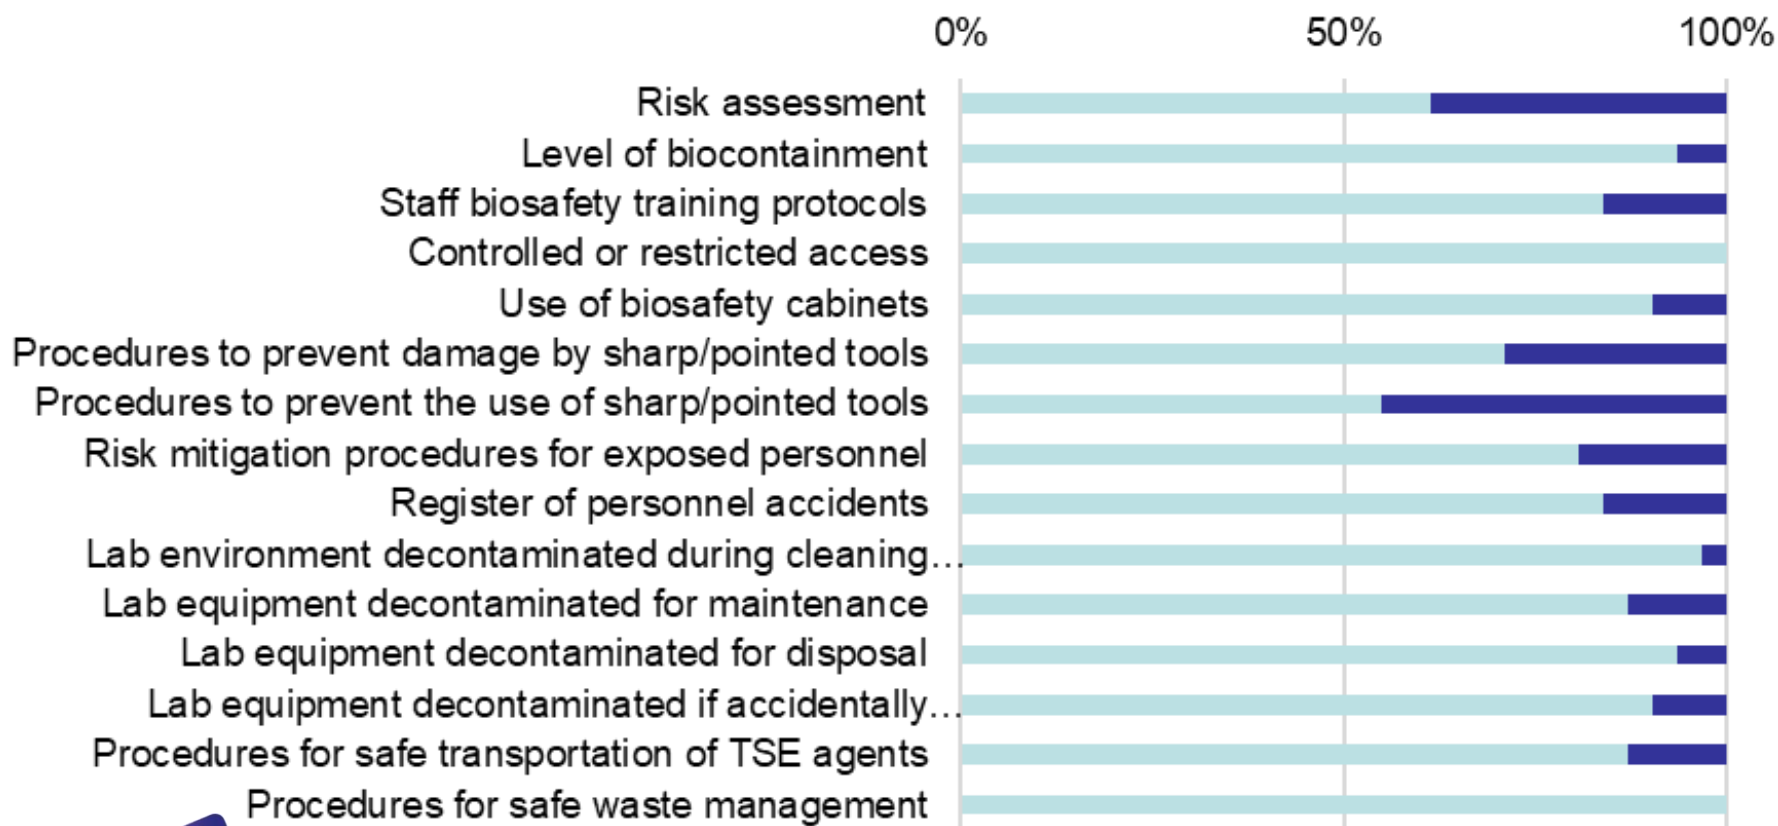 0% 50% 100%
Risk assessment
Level of biocontainment
Staff biosafety training protocols
Controlled or restricted access
Use of biosafety cabinets
Procedures to prevent damage by sharp/pointed tools
Procedures to prevent the use of sharp/pointed tools
Risk mitigation procedures for exposed personnel
Register of personnel accidents
Lab environment decontaminated during cleaning…
Lab equipment decontaminated for maintenance
Lab equipment decontaminated for disposal
Lab equipment decontaminated if accidentally…
Procedures for safe transportation of TSE agents
Procedures for safe waste management